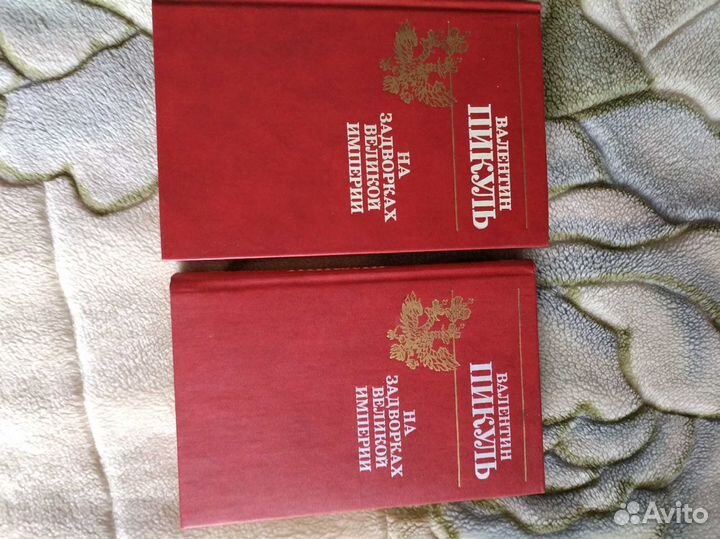 ВАЛЕНТИН
ПИКУЛЬ
НА
ЗАДВОРКАХ
ВЕЛИКОЙ
ИМПЕРИИ
ВАЛЕНТИН
ПИКУЛЬ
НА
ЗАДВОРКАХ
ВЕЛИКОЙ
ИМПЕРИИ
Avito